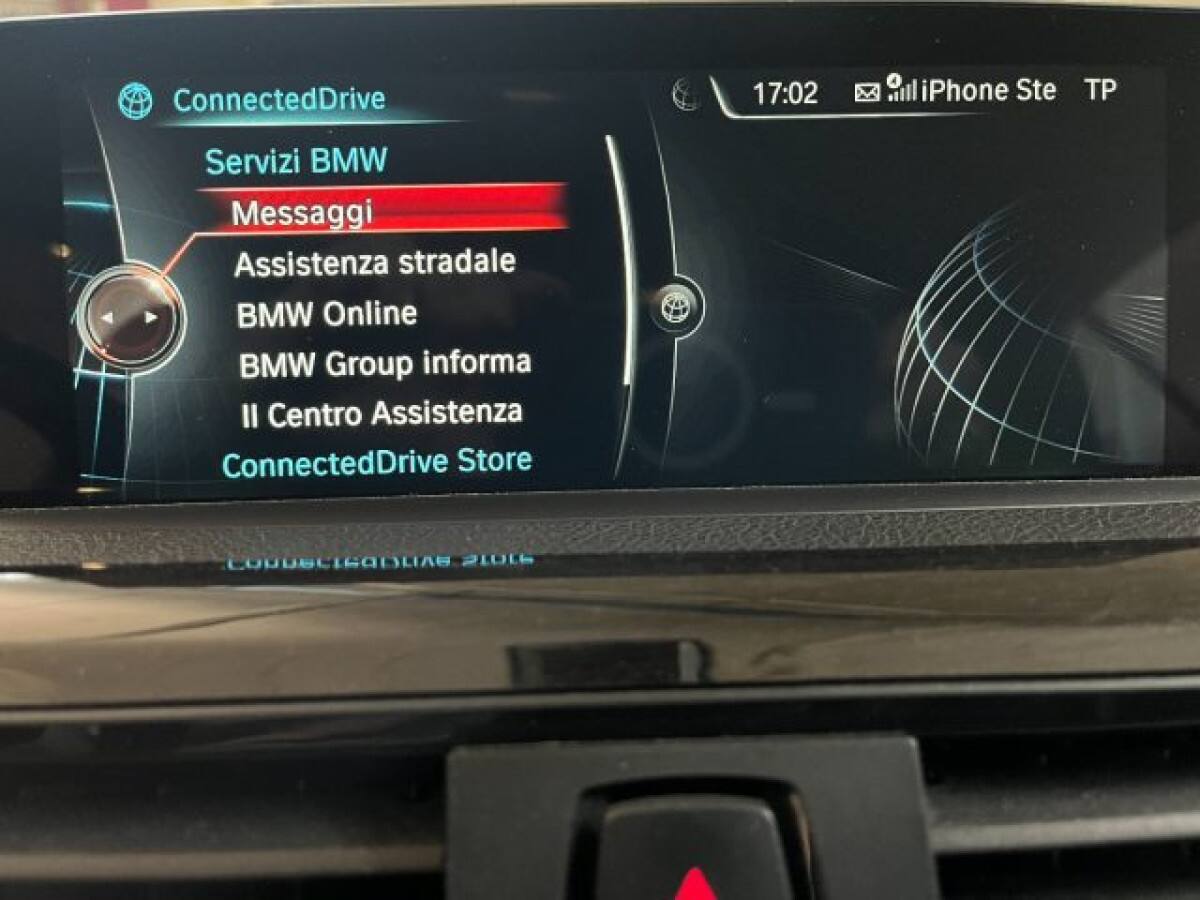 ConnectedDrive
17:02 4 iPhone Ste TP
Servizi BMW
Messaggi
Assistenza stradale
BMW Online
BMW Group informa
Il Centro Assistenza
ConnectedDrive Store